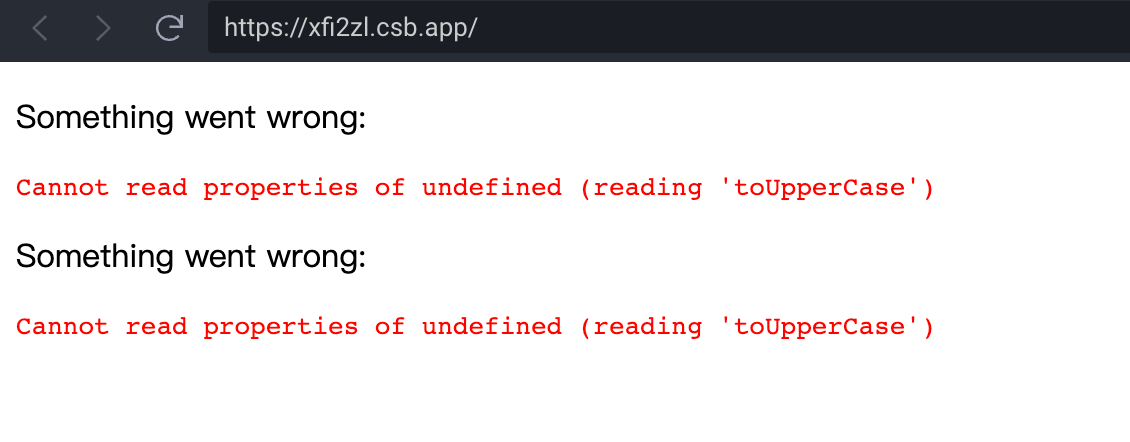 https://xfi2zl.csb.app/
Something went wrong:
Cannot read properties of undefined (reading 'toUpperCase')
Something went wrong:
Cannot read properties of undefined (reading 'toUpperCase')